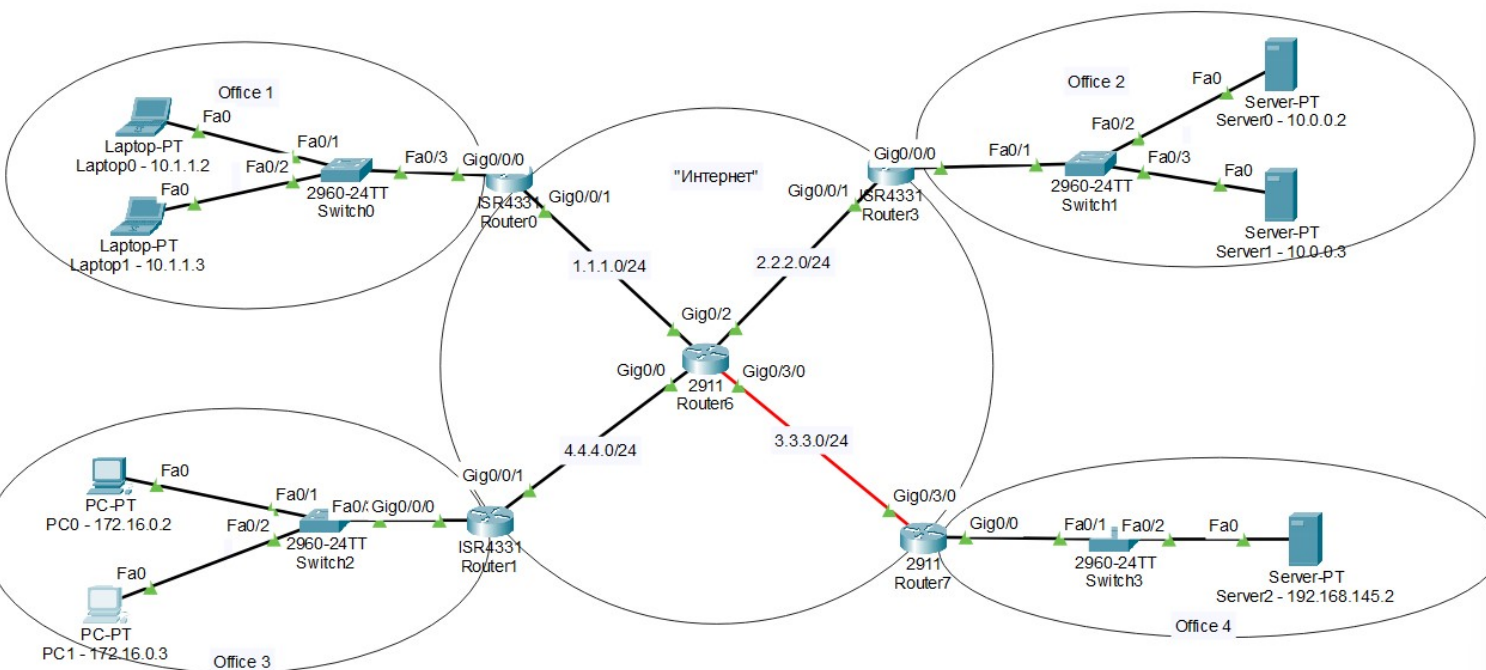 Office 1
Fa0
Laptop-PT
Laptop0 - 10.1.1.2
Fa0/1
Fa0/2
Fa0
Laptop-PT
Laptop1 - 10.1.1.3
2960-24TT
Switch0
Fa0/3
Gig0/0/0
ISR4331
Router0
Gig0/0/1
"Интернет"
1.1.1.0/24
2.2.2.0/24
Gig0/0/0
Gig0/0/1
ISR4331
Router3
Office 2
Fa0/1
Fa0/2
Fa0/3
2960-24TT
Switch1
Fa0
Server-PT
Server0 - 10.0.0.2
Fa0
Server-PT
Server1 - 10.0.0.3
Gig0/2
Gig0/0
Gig0/3/0
2911
Router6
4.4.4.0/24
3.3.3.0/24
Fa0
PC-PT
PC0 - 172.16.0.2
Fa0/1
Fa0/2
Fa0
PC-PT
PC1 - 172.16.0.3
2960-24TT
Switch2
Gig0/0/0
Gig0/0/1
ISR4331
Router1
Office 3
Gig0/3/0
Gig0/0
2911
Router7
Fa0/1
Fa0/2
2960-24TT
Switch3
Fa0
Server-PT
Server2 - 192.168.145.2
Office 4